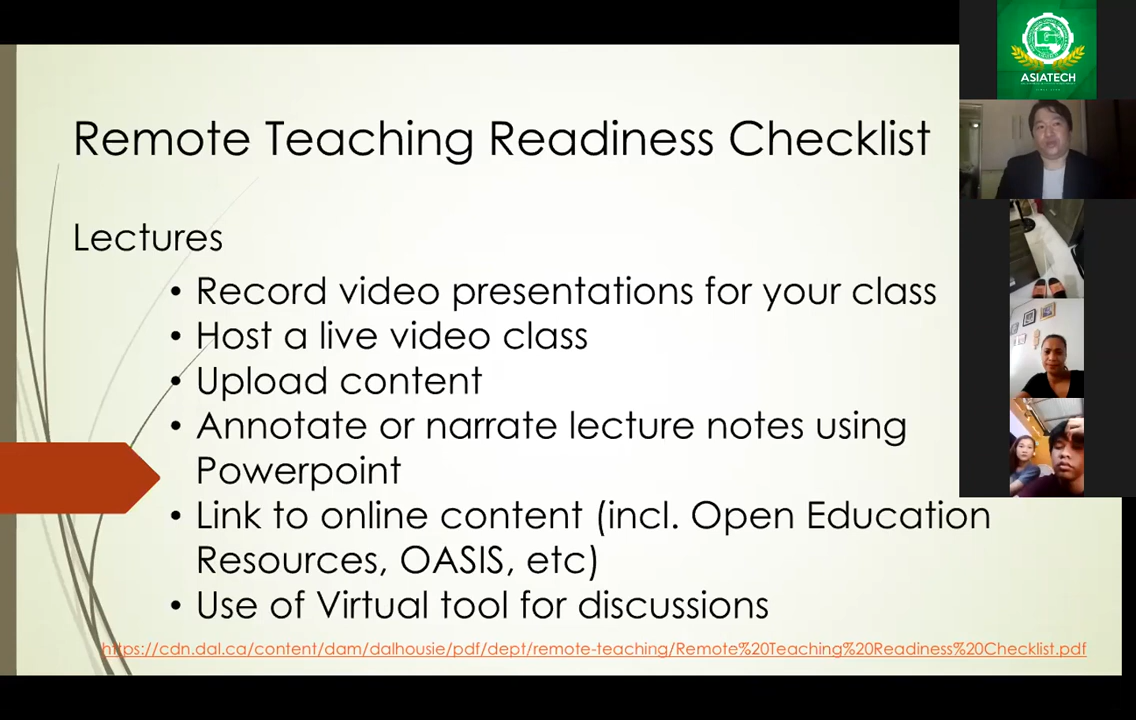 Remote Teaching Readiness Checklist
Lectures
• Record video presentations for your class
• Host a live video class
• Upload content
• Annotate or narrate lecture notes using
Powerpoint
• Link to online content (incl. Open Education
Resources, OASIS, etc)
• Use of Virtual tool for discussions
https://cdn.dal.ca/content/dam/dalhousie/pdf/dept/remote-teaching/Remote%20Teaching%20Readiness%20Checklist.pdf
ASIATECH